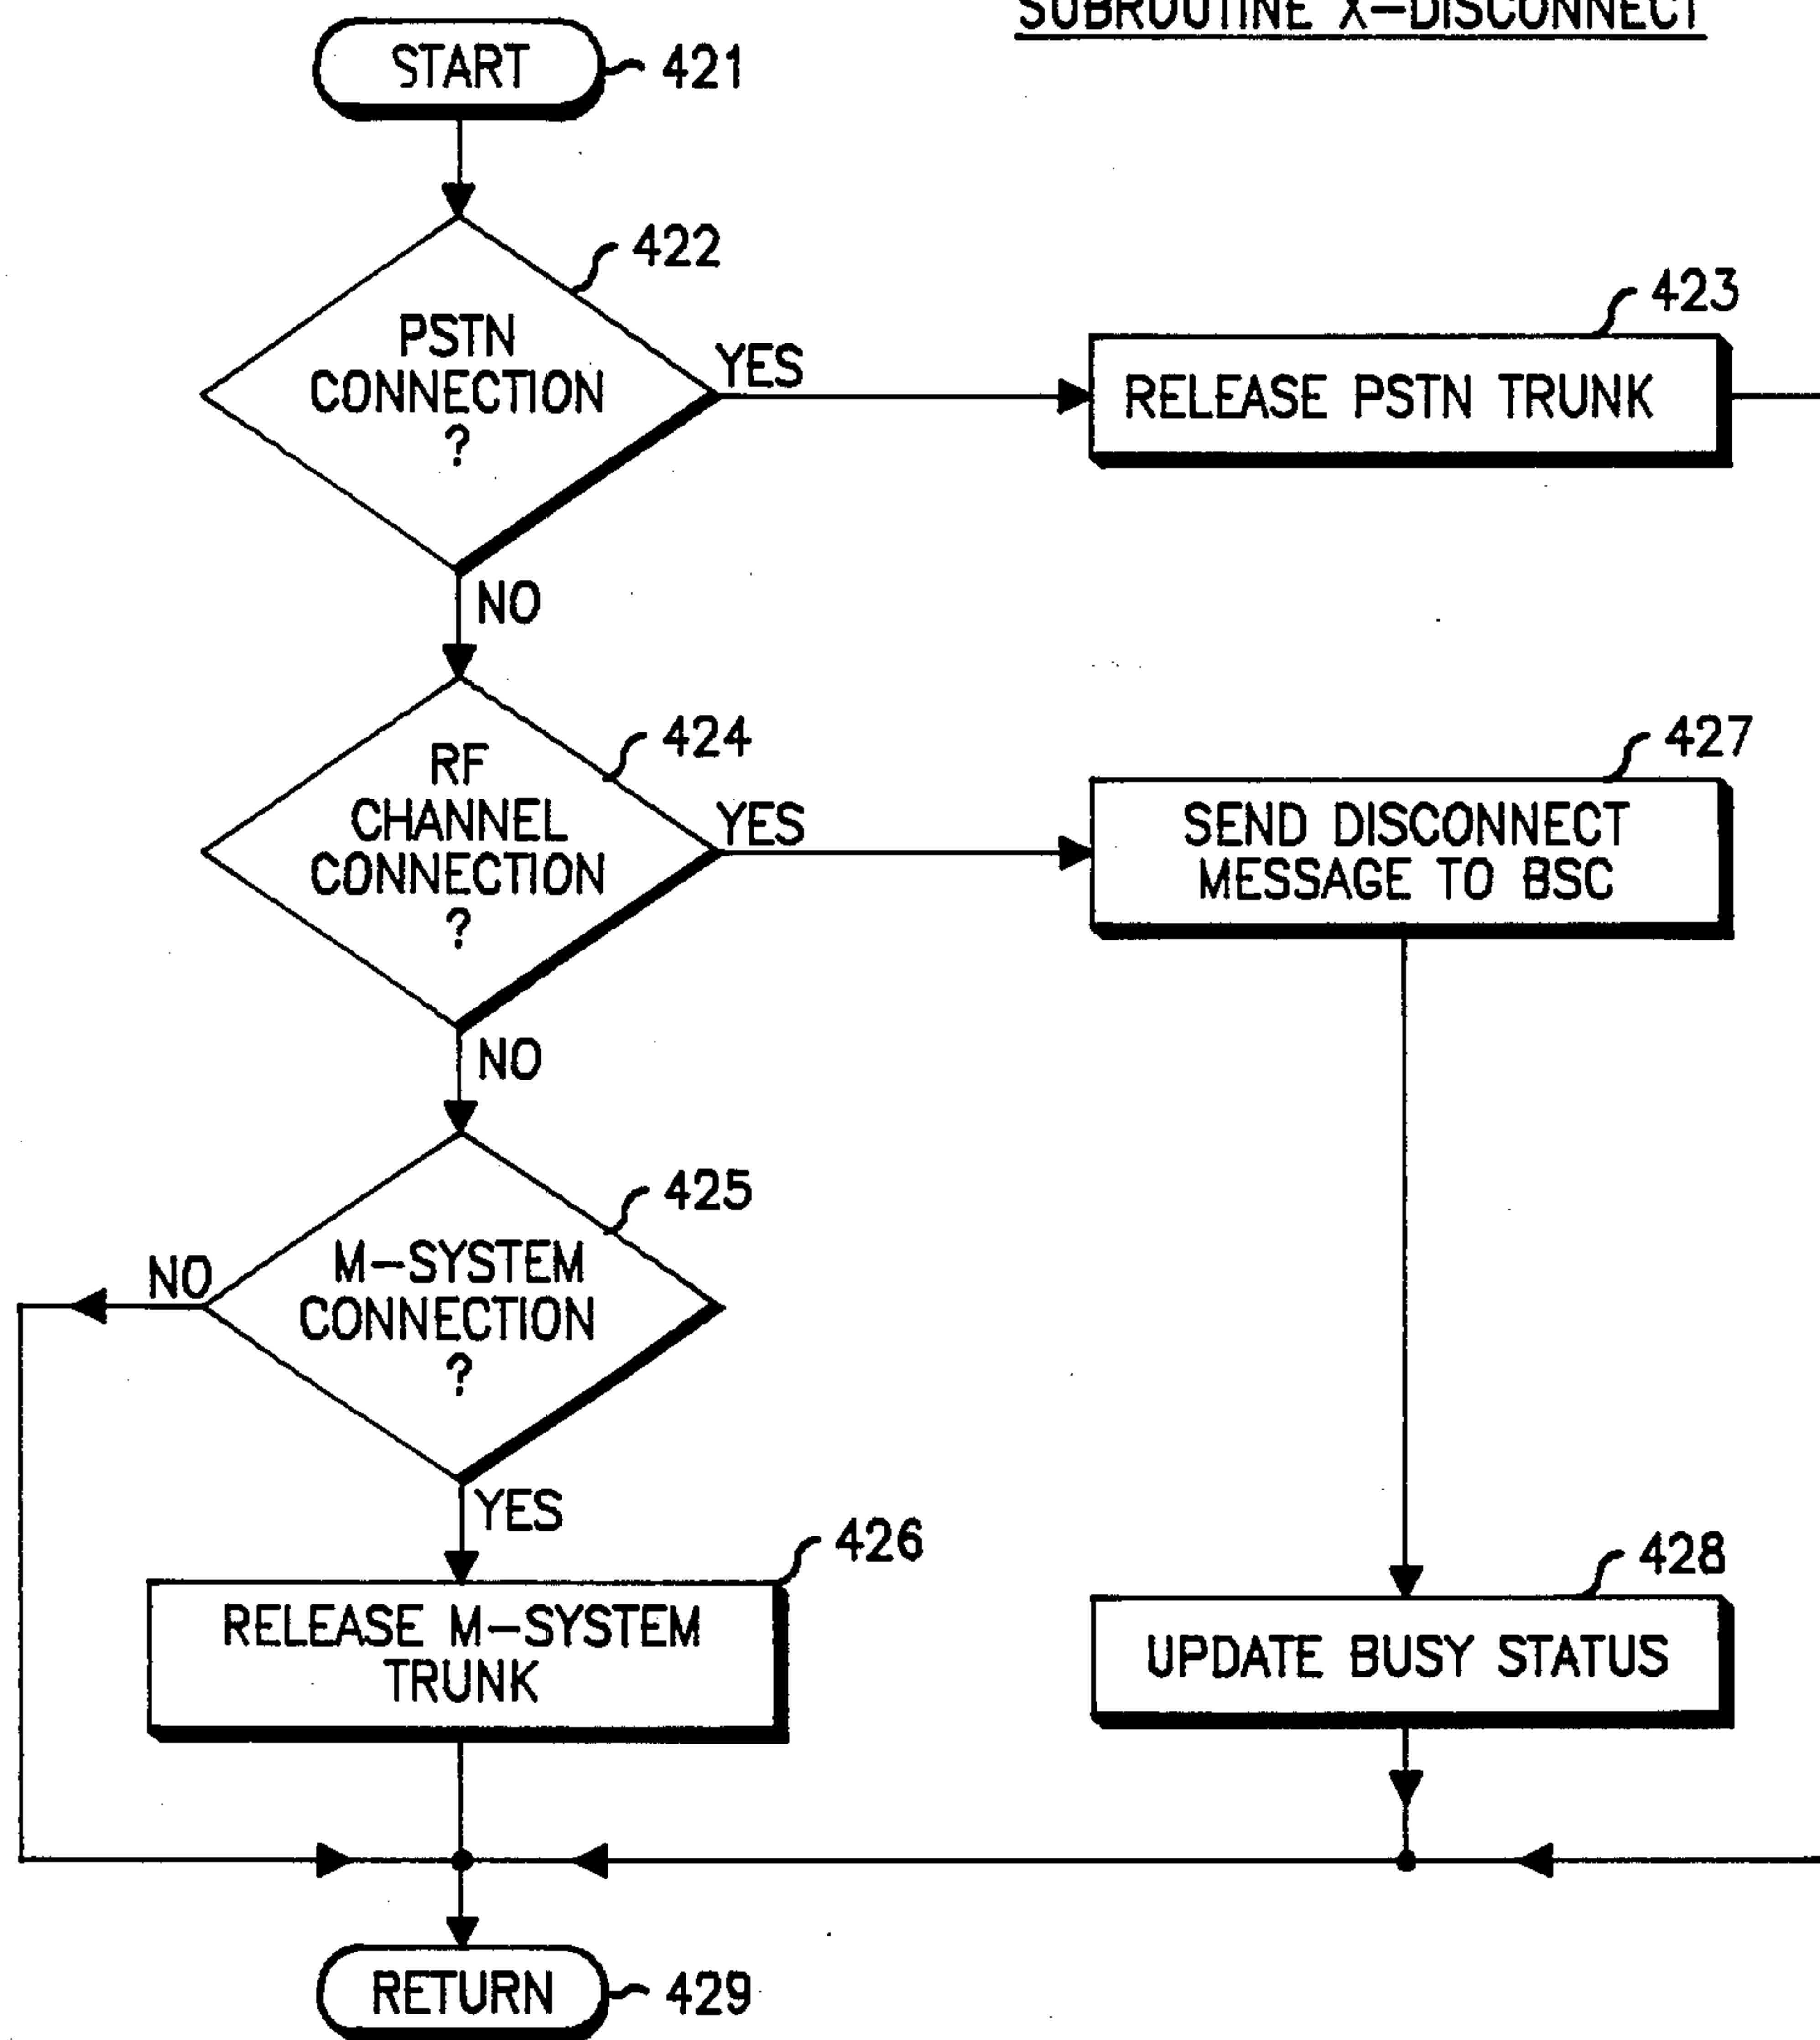 SUBROUTINE X-DISCONNECT
START
421
422
PSTN
CONNECTION
?
YES
423
RELEASE PSTN TRUNK
NO
424
RF
CHANNEL
CONNECTION
?
YES
427
SEND DISCONNECT
MESSAGE TO BSC
NO
425
M-SYSTEM
CONNECTION
?
NO
YES
426
RELEASE M-SYSTEM
TRUNK
428
UPDATE BUSY STATUS
RETURN
429